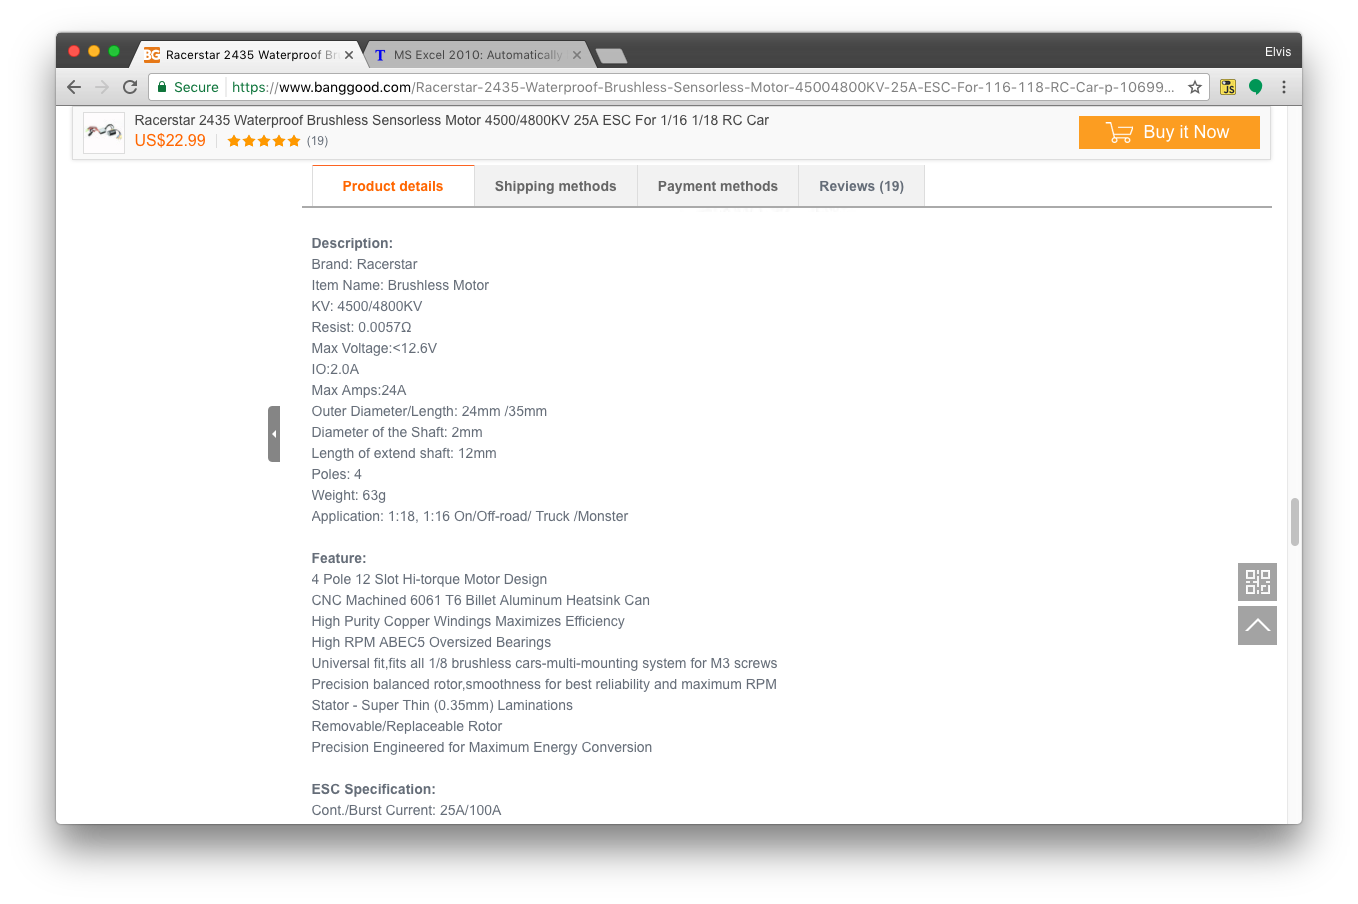 Elvis
BG Racerstar 2435 Waterproof Br
T MS Excel 2010: Automatically
Secure https://www.banggood.com/Racerstar-2435-Waterproof-Brushless-Sensorless-Motor-45004800KV-25A-ESC-For-116-118-RC-Car-p-10699... JS
Racerstar 2435 Waterproof Brushless Sensorless Motor 4500/4800KV 25A ESC For 1/16 1/18 RC Car
US$22.99 (19)
Buy it Now
Product details Shipping methods Payment methods Reviews (19)
Description:
Brand: Racerstar
Item Name: Brushless Motor
KV: 4500/4800KV
Resist: 0.0057Ω
Max Voltage:<12.6V
IO:2.0A
Max Amps:24A
Outer Diameter/Length: 24mm /35mm
Diameter of the Shaft: 2mm
Length of extend shaft: 12mm
Poles: 4
Weight: 63g
Application: 1:18, 1:16 On/Off-road/ Truck /Monster
Feature:
4 Pole 12 Slot Hi-torque Motor Design
CNC Machined 6061 T6 Billet Aluminum Heatsink Can
High Purity Copper Windings Maximizes Efficiency
High RPM ABEC5 Oversized Bearings
Universal fit,fits all 1/8 brushless cars-multi-mounting system for M3 screws
Precision balanced rotor,smoothness for best reliability and maximum RPM
Stator - Super Thin (0.35mm) Laminations
Removable/Replaceable Rotor
Precision Engineered for Maximum Energy Conversion
ESC Specification:
Cont./Burst Current: 25A/100A